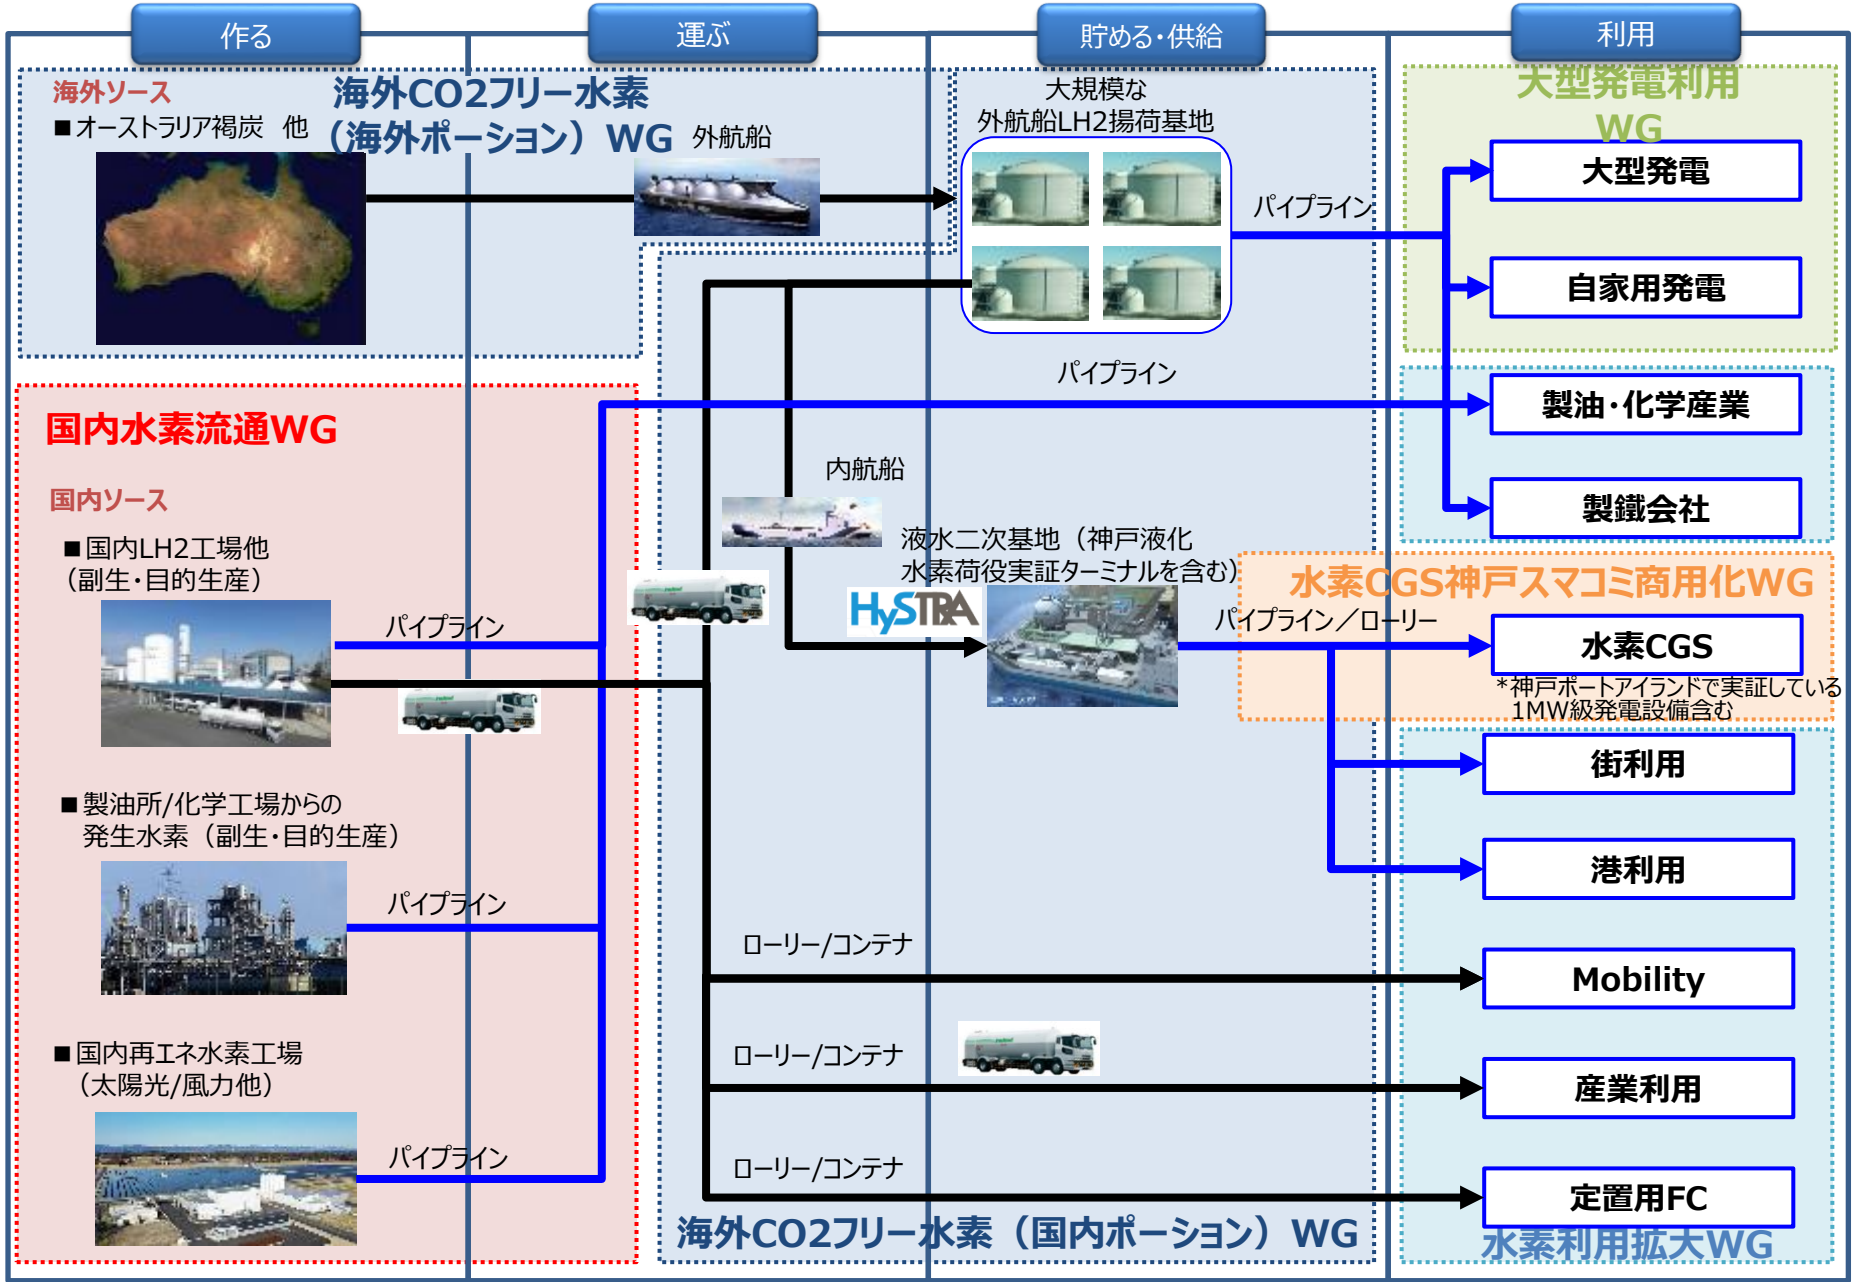 作る
運ぶ
貯める・供給
利用
海外ソース
■オーストラリア褐炭 他
海外CO2フリー水素
（海外ポーション）WG
外航船
大規模な
外航船LH2揚荷基地
パイプライン
大型発電利用
WG
大型発電
自家用発電
パイプライン
製油・化学産業
製鐵会社
国内水素流通WG
国内ソース
■国内LH2工場他
（副生・目的生産）
パイプライン
内航船
液水二次基地（神戸液化
水素荷役実証ターミナルを含む）
HySTRA
パイプライン／ローリー
水素CGS神戸スマコミ商用化WG
水素CGS
*神戸ポートアイランドで実証している
1MW級発電設備含む
街利用
港利用
■製油所/化学工場からの
発生水素（副生・目的生産）
パイプライン
ローリー/コンテナ
Mobility
■国内再エネ水素工場
（太陽光/風力他）
パイプライン
ローリー/コンテナ
産業利用
ローリー/コンテナ
定置用FC
海外CO2フリー水素（国内ポーション）WG
水素利用拡大WG